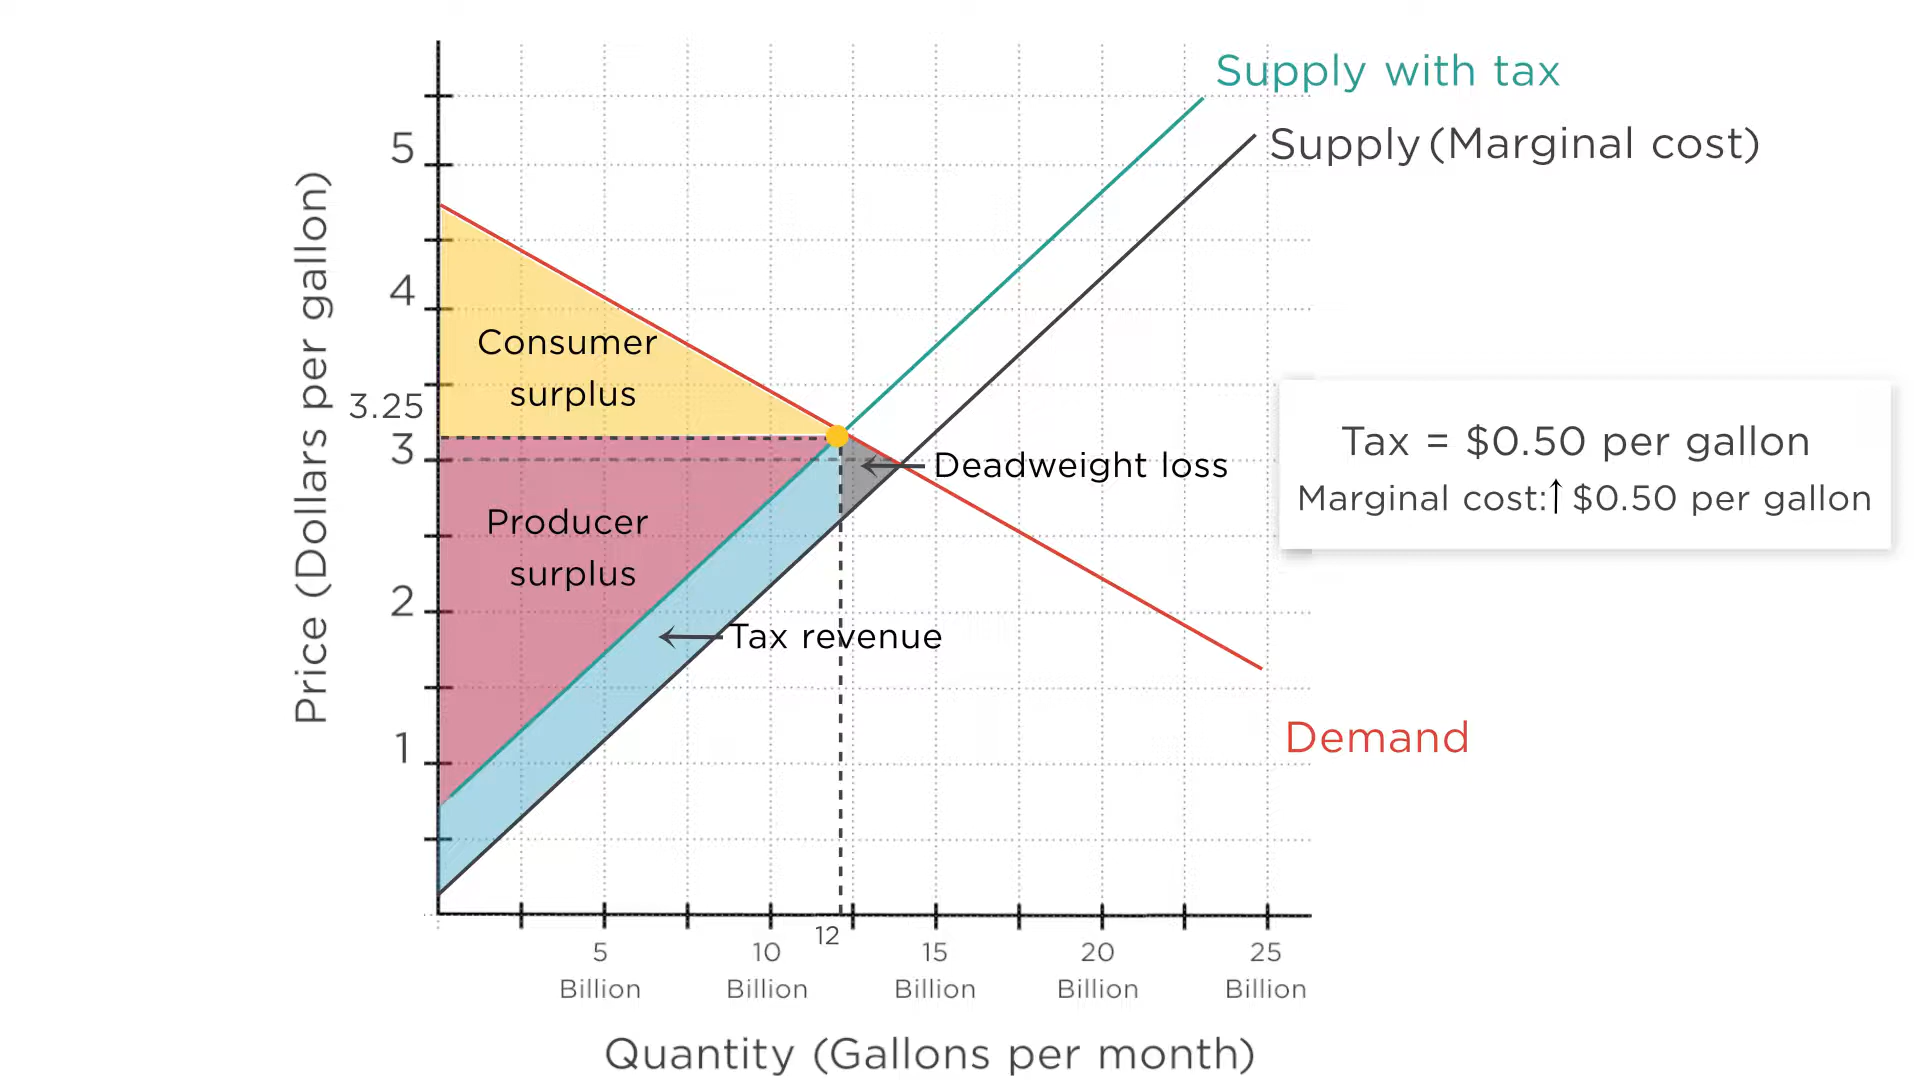 Supply with tax
Supply (Marginal cost)
Price (Dollars per gallon)
5
4
3.25
3
2
1
Consumer
surplus
Producer
surplus
Deadweight loss
Tax revenue
Tax = $0.50 per gallon
Marginal cost:↑ $0.50 per gallon
Demand
12
5 10 15 20 25
Billion Billion Billion Billion Billion
Quantity (Gallons per month)